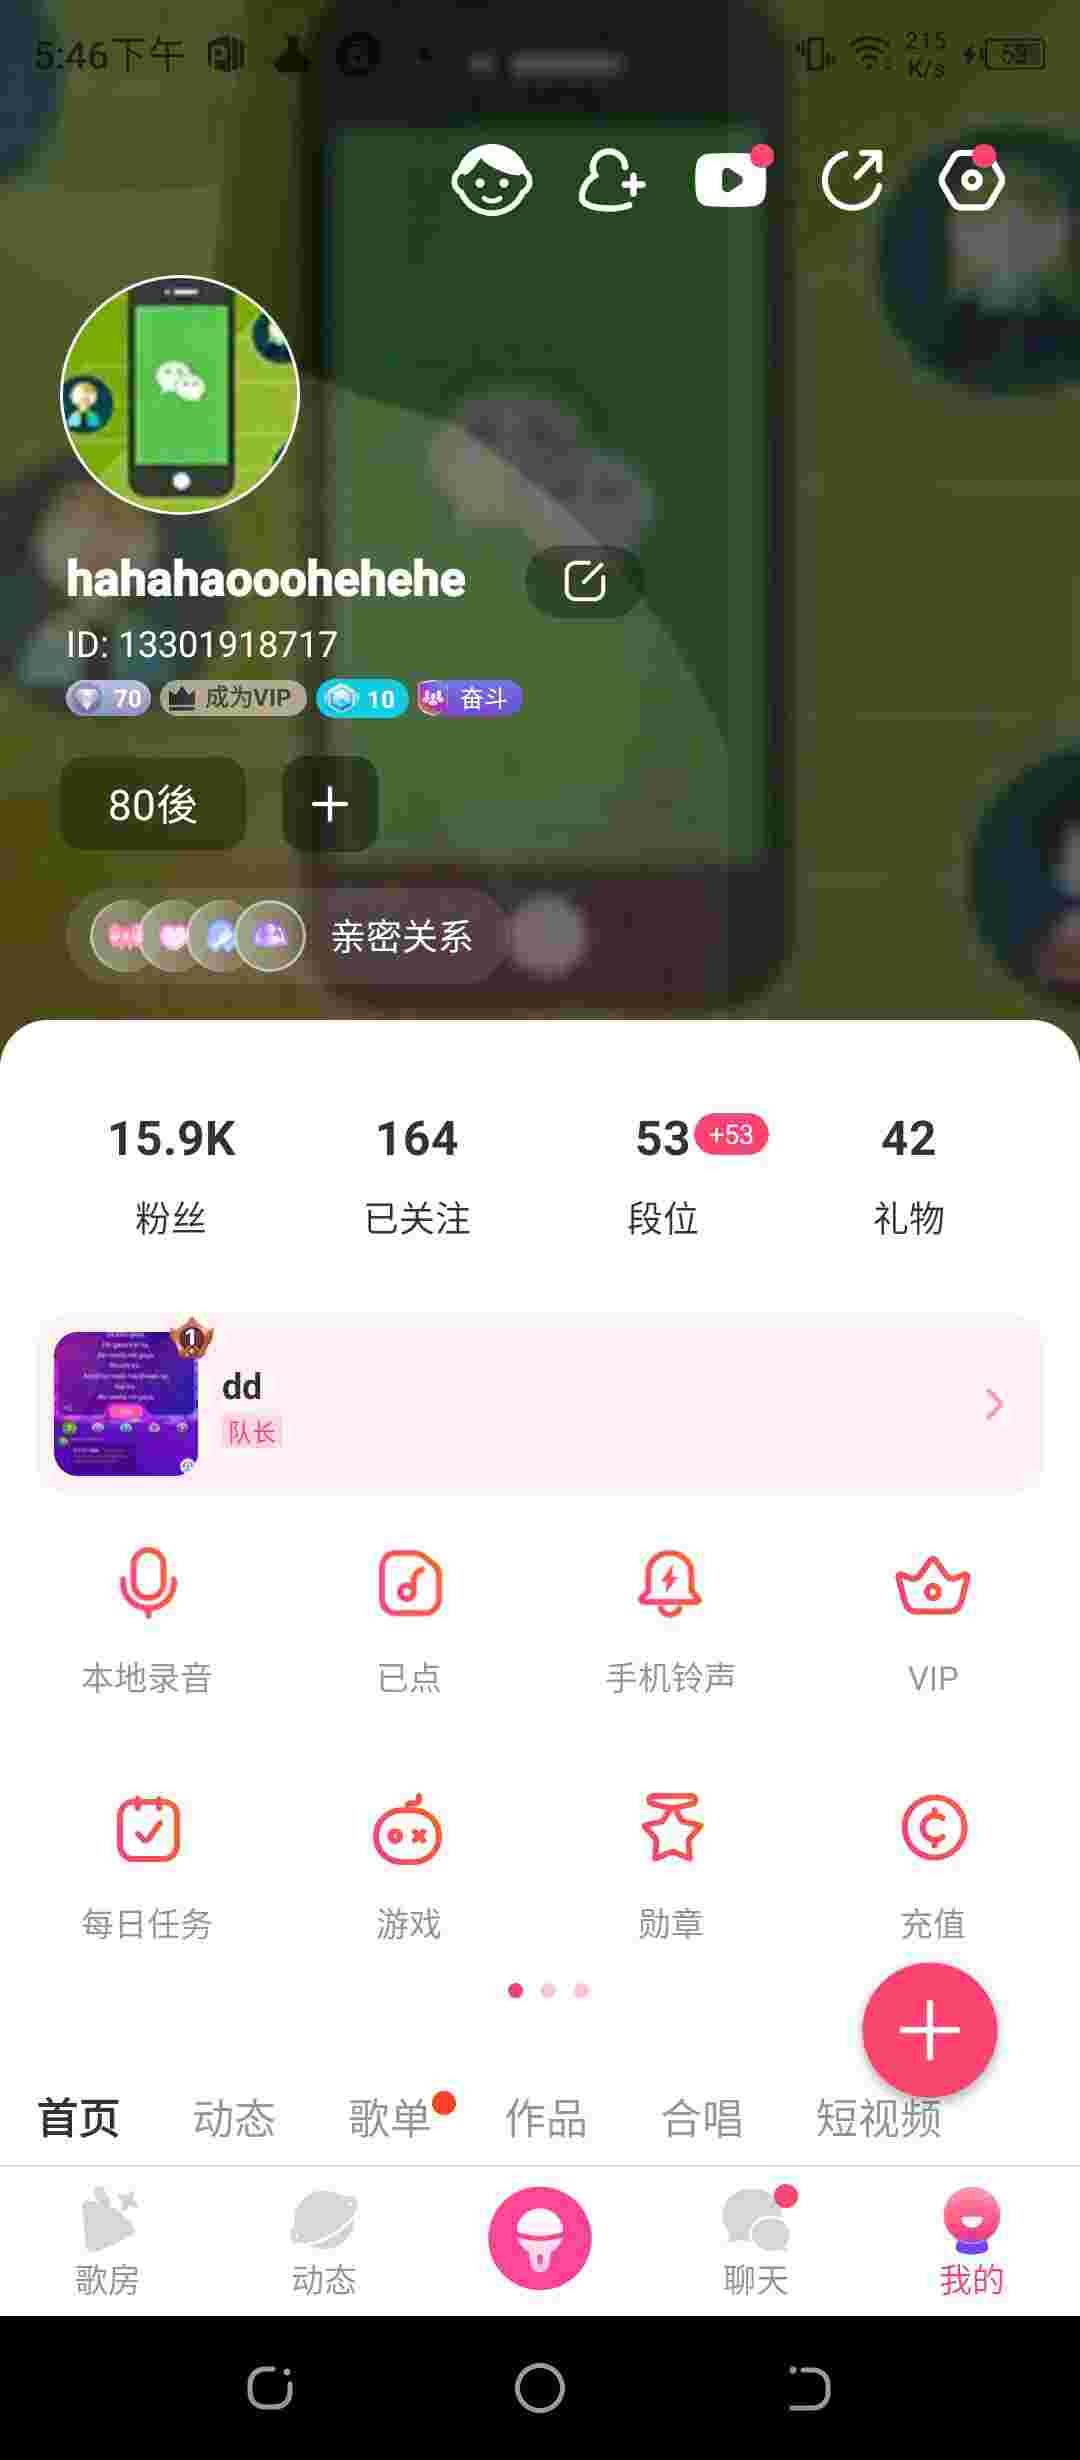 5:46下午
215
K/s
59
hahahaooohehehe
ID: 13301918717
70
成为VIP
10
奋斗
80後
亲密关系
15.9K
164
53
+53
42
粉丝
已关注
段位
礼物
1
dd
队长
本地录音
已点
手机铃声
VIP
每日任务
游戏
勋章
充值
首页
动态
歌单
作品
合唱
短视频
歌房
动态
聊天
我的